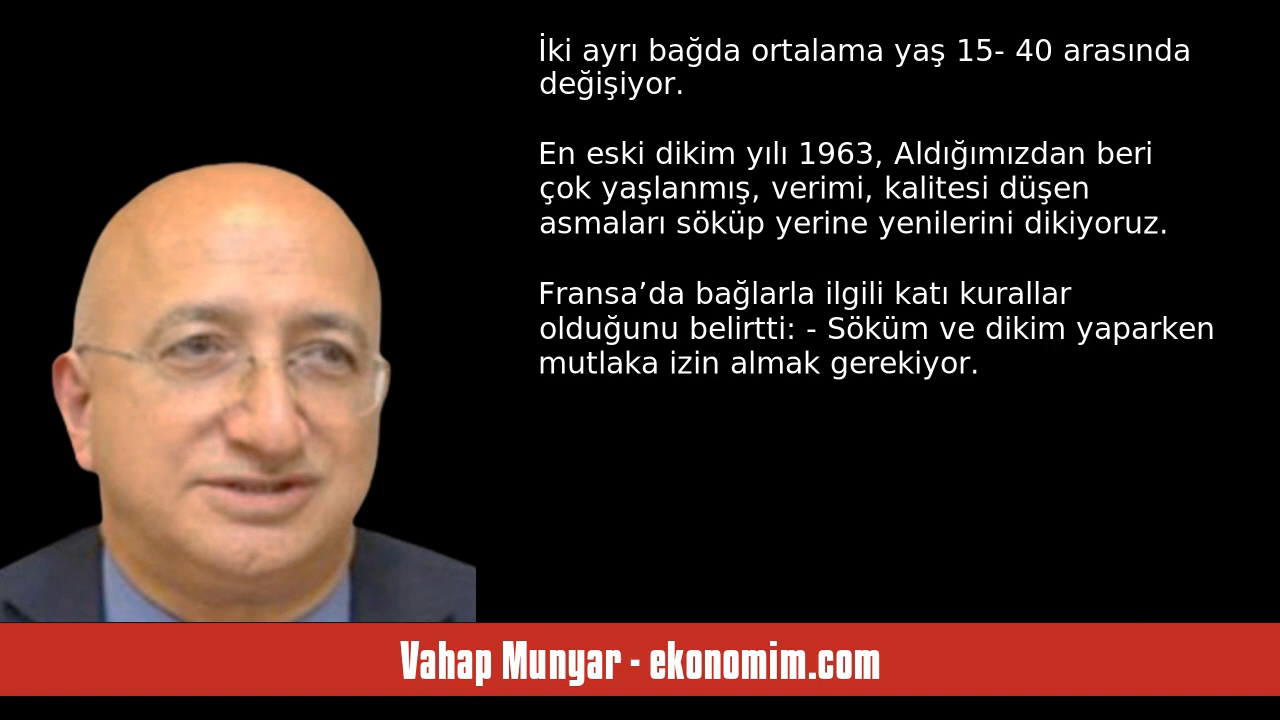 İki ayrı bağda ortalama yaş 15- 40 arasında
değişiyor.
En eski dikim yılı 1963, Aldığımızdan beri
çok yaşlanmış, verimi, kalitesi düşen
asmaları söküp yerine yenilerini dikiyoruz.
Fransa’da bağlarla ilgili katı kurallar
olduğunu belirtti: - Söküm ve dikim yaparken
mutlaka izin almak gerekiyor.
Vahap Munyar - ekonomim.com